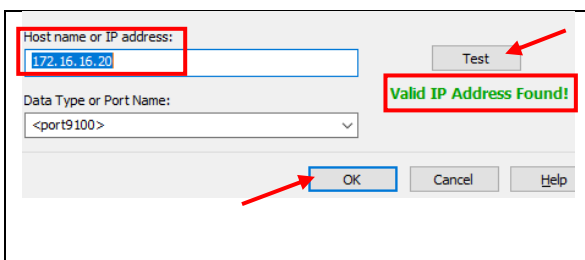 Host name or IP address:
172.16.16.20
Test
Valid IP Address Found!
Data Type or Port Name:
<port9100>
OK
Cancel
Help